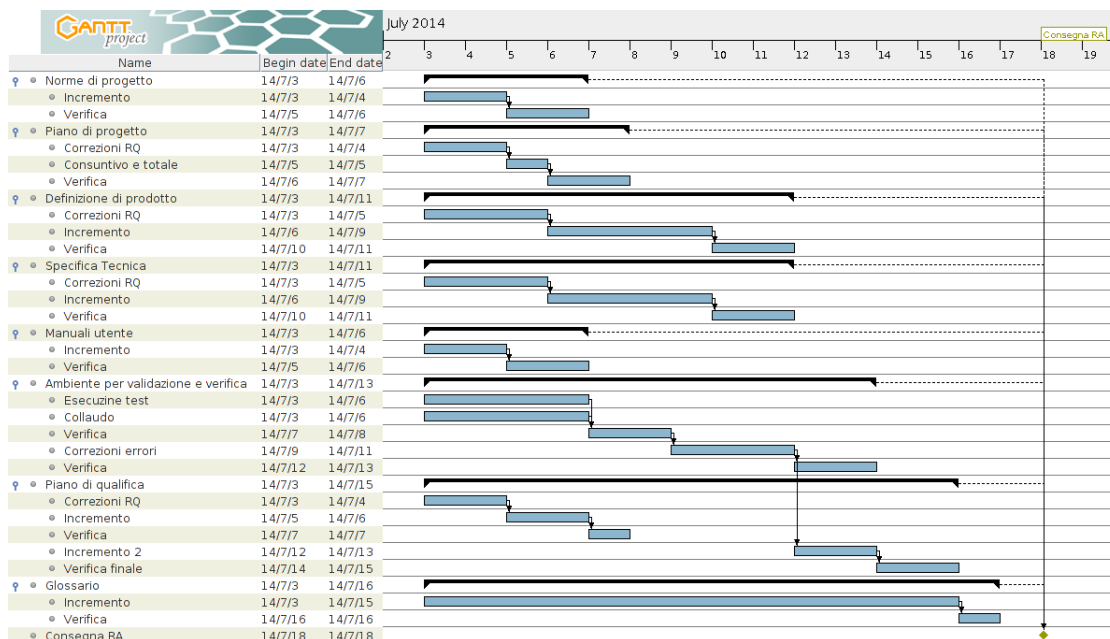 GANTT project
July 2014
Consegna RA
2 3 4 5 6 7 8 9 10 11 12 13 14 15 16 17 18 19
Name Begin date End date
Norme di progetto 14/7/3 14/7/6
Incremento 14/7/3 14/7/4
Verifica 14/7/5 14/7/6
Piano di progetto 14/7/3 14/7/7
Correzioni RQ 14/7/3 14/7/4
Consuntivo e totale 14/7/5 14/7/5
Verifica 14/7/6 14/7/7
Definizione di prodotto 14/7/3 14/7/11
Correzioni RQ 14/7/3 14/7/5
Incremento 14/7/6 14/7/9
Verifica 14/7/10 14/7/11
Specifica Tecnica 14/7/3 14/7/11
Correzioni RQ 14/7/3 14/7/5
Incremento 14/7/6 14/7/9
Verifica 14/7/10 14/7/11
Manuali utente 14/7/3 14/7/6
Incremento 14/7/3 14/7/4
Verifica 14/7/5 14/7/6
Ambiente per validazione e verifica 14/7/3 14/7/13
Esecuzine test 14/7/3 14/7/6
Collaudo 14/7/3 14/7/6
Verifica 14/7/7 14/7/8
Correzioni errori 14/7/9 14/7/11
Verifica 14/7/12 14/7/13
Piano di qualifica 14/7/3 14/7/15
Correzioni RQ 14/7/3 14/7/4
Incremento 14/7/5 14/7/6
Verifica 14/7/7 14/7/7
Incremento 2 14/7/12 14/7/13
Verifica finale 14/7/14 14/7/15
Glossario 14/7/3 14/7/16
Incremento 14/7/3 14/7/15
Verifica 14/7/16 14/7/16
Consegna RA 14/7/18 14/7/18